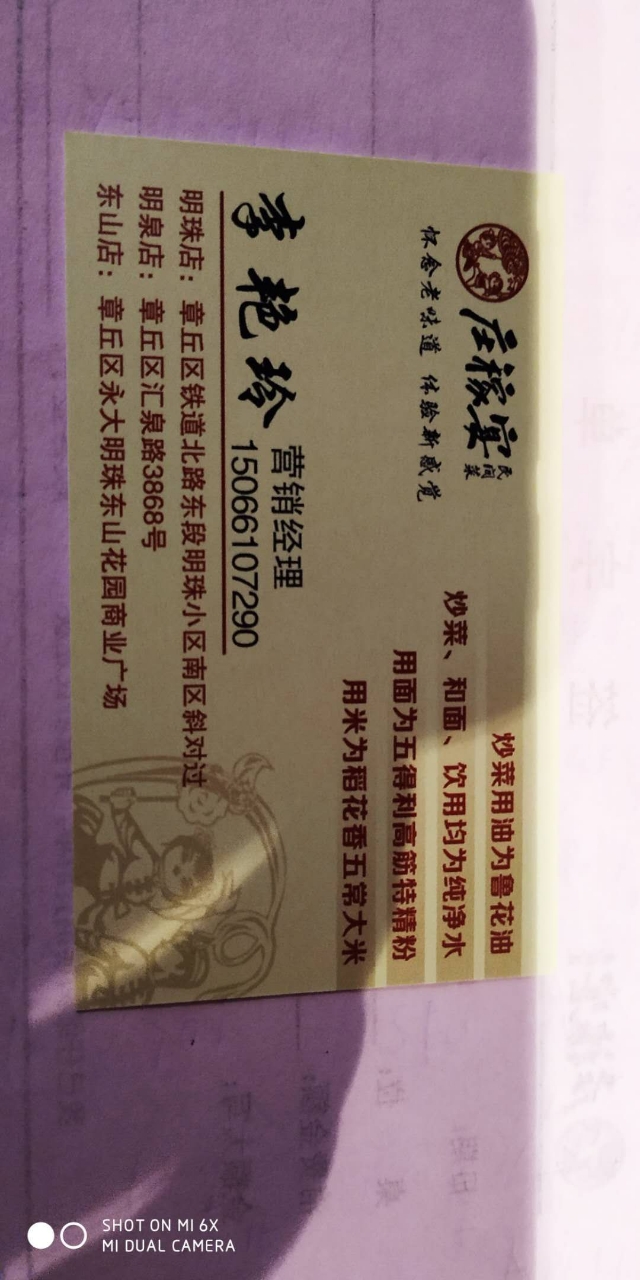 庄稼宴
民间菜
怀念老味道 体验新感觉
炒菜用油为鲁花油
炒菜、和面、饮用均为纯净水
用面为五得利高筋特精粉
用米为稻花香五常大米
李艳玲 营销经理
15066107290
明珠店：章丘区铁道北路东段明珠小区南区斜对过
明泉店：章丘区汇泉路3868号
东山店：章丘区永大明珠东山花园商业广场
SHOT ON MI 6X
MI DUAL CAMERA